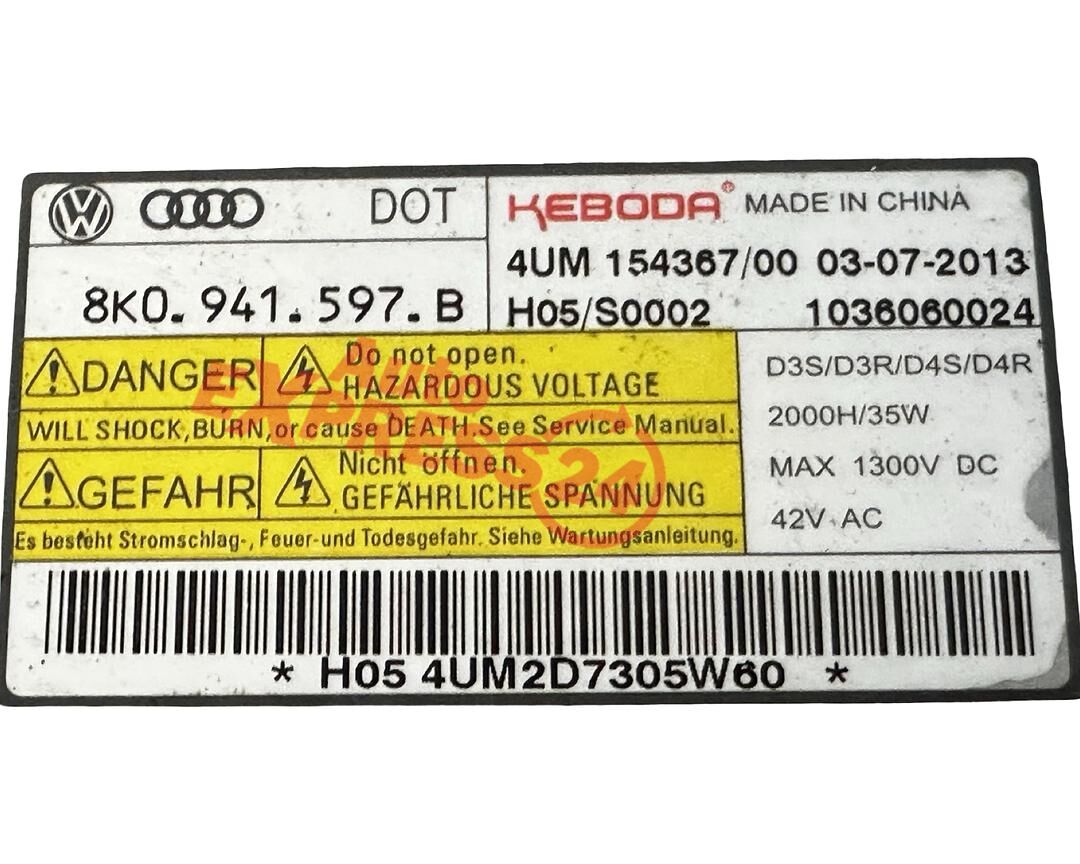 DOT
KEBODA® MADE IN CHINA
8K0. 941. 597. B
4UM 154367/00 03-07-2013
H05/S0002 1036060024
DANGER
Do not open.
HAZARDOUS VOLTAGE
WILL SHOCK,BURN,or cause DEATH.See Service Manual.
GEFAHR
Nicht öffnen.
GEFÄHRLICHE SPANNUNG
Es besteht Stromschlag-, Feuer-und Todesgefahr. Siehe Wartungsanleitung.
D3S/D3R/D4S/D4R
2000H/35W
MAX 1300V DC
42V AC
* H05 4UM2D7305W60 *
Auto
EXPRESS24